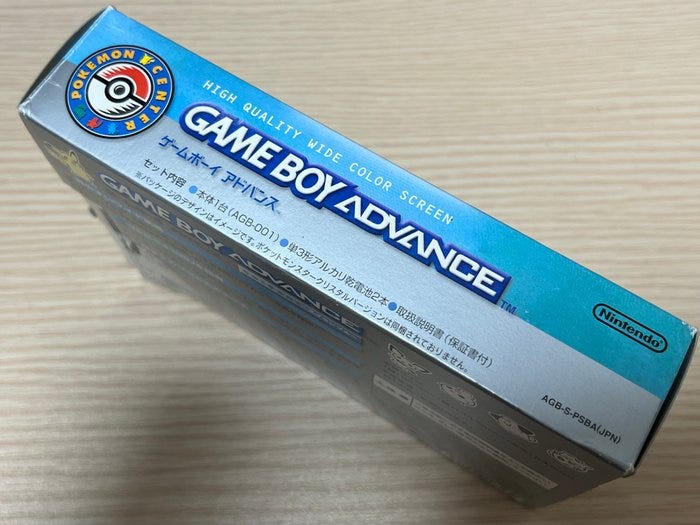 POKEMON CENTER
HIGH QUALITY WIDE COLOR SCREEN
GAME BOY ADVANCE™
ゲームボーイ アドバンス
セット内容 ●本体1台(AGB-001) ●単3形アルカリ乾電池2本 ●取扱説明書(保証書付)
※パッケージのデザインはイメージです。ポケットモンスタークリスタルバージョンは同梱されておりません。
Nintendo
AGB-S-PSBA(JPN)
GAME BOY ADVANCE